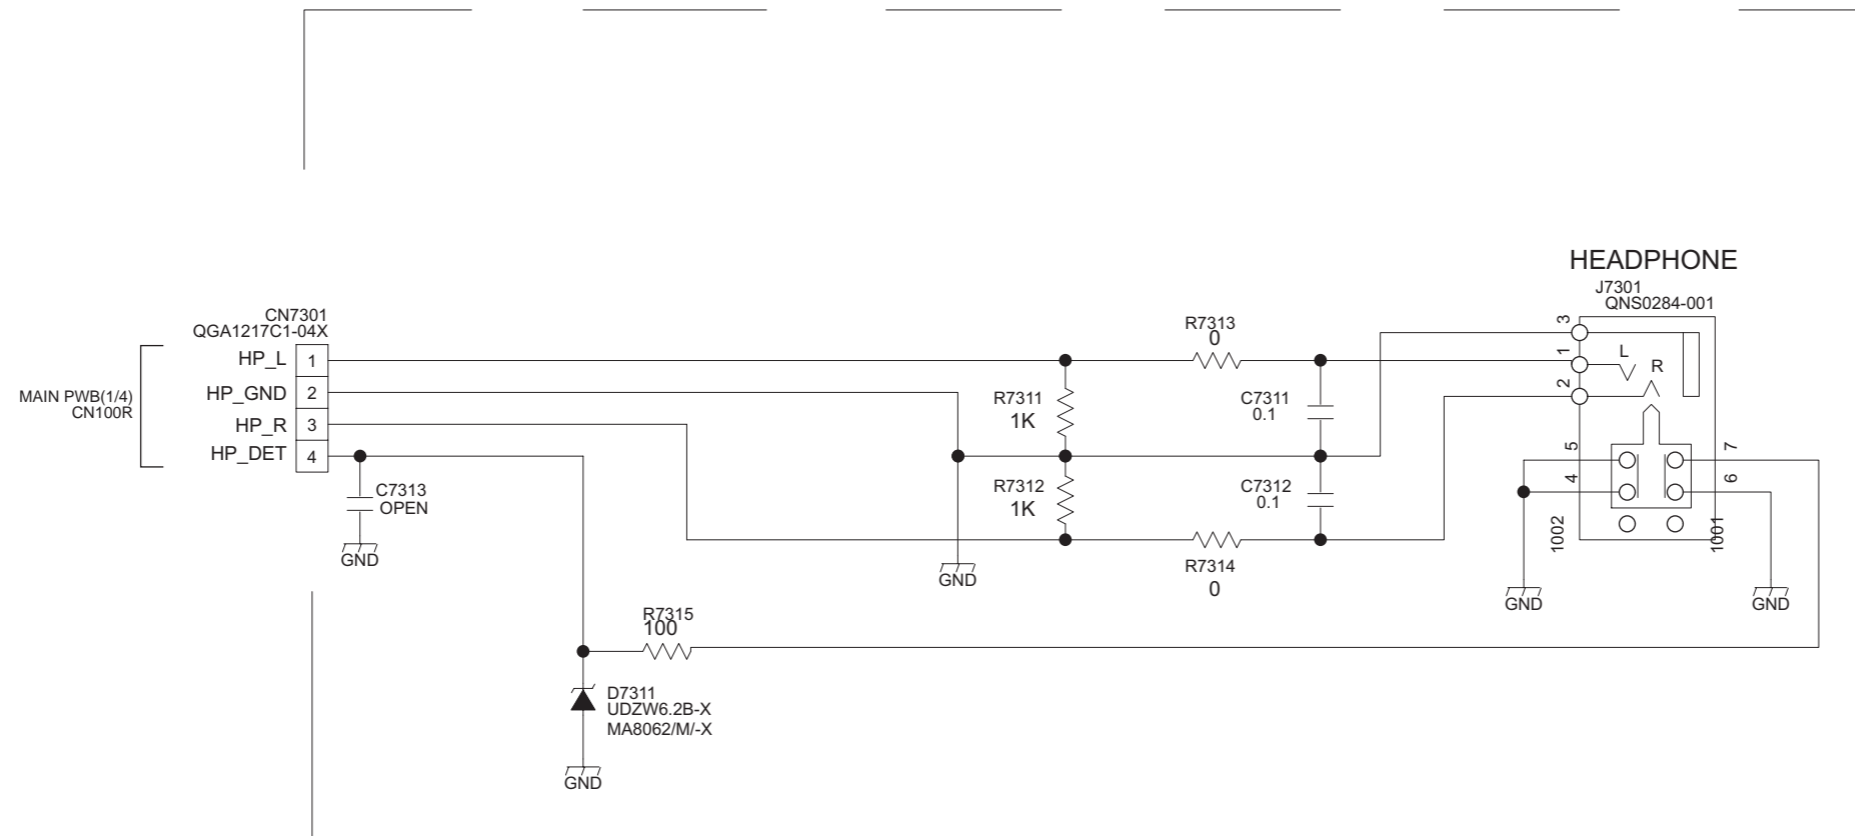 HEADPHONE
J7301
QNS0284-001
CN7301
QGA1217C1-04X
MAIN PWB(1/4)
CN100R
HP_L 1
HP_GND 2
HP_R 3
HP_DET 4
C7313
OPEN
GND
R7311
1K
R7312
1K
GND
R7313
0
C7311
0.1
C7312
0.1
R7314
0
R7315
100
D7311
UDZW6.2B-X
MA8062/M/-X
GND
3
1
2
L
R
5
4
7
6
1002
1001
GND
GND